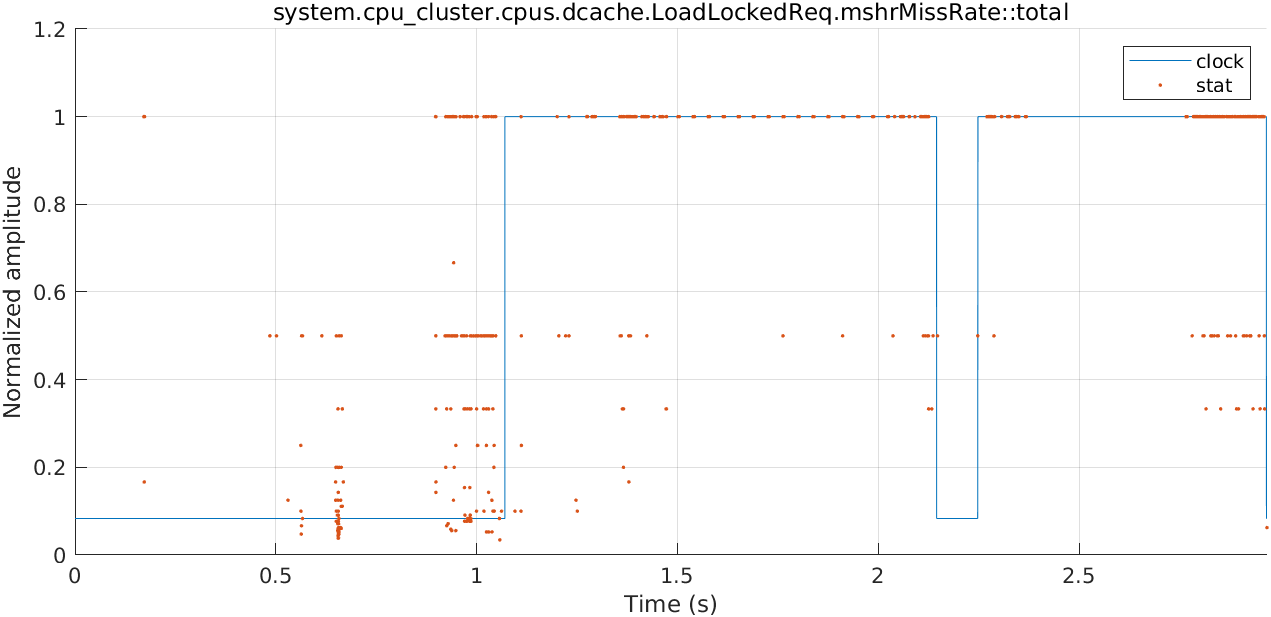 system.cpu_cluster.cpus.dcache.LoadLockedReq.mshrMissRate::total
1.2
1
0.8
0.6
0.4
0.2
0
Normalized amplitude
clock
stat
0
0.5
1
1.5
2
2.5
Time (s)